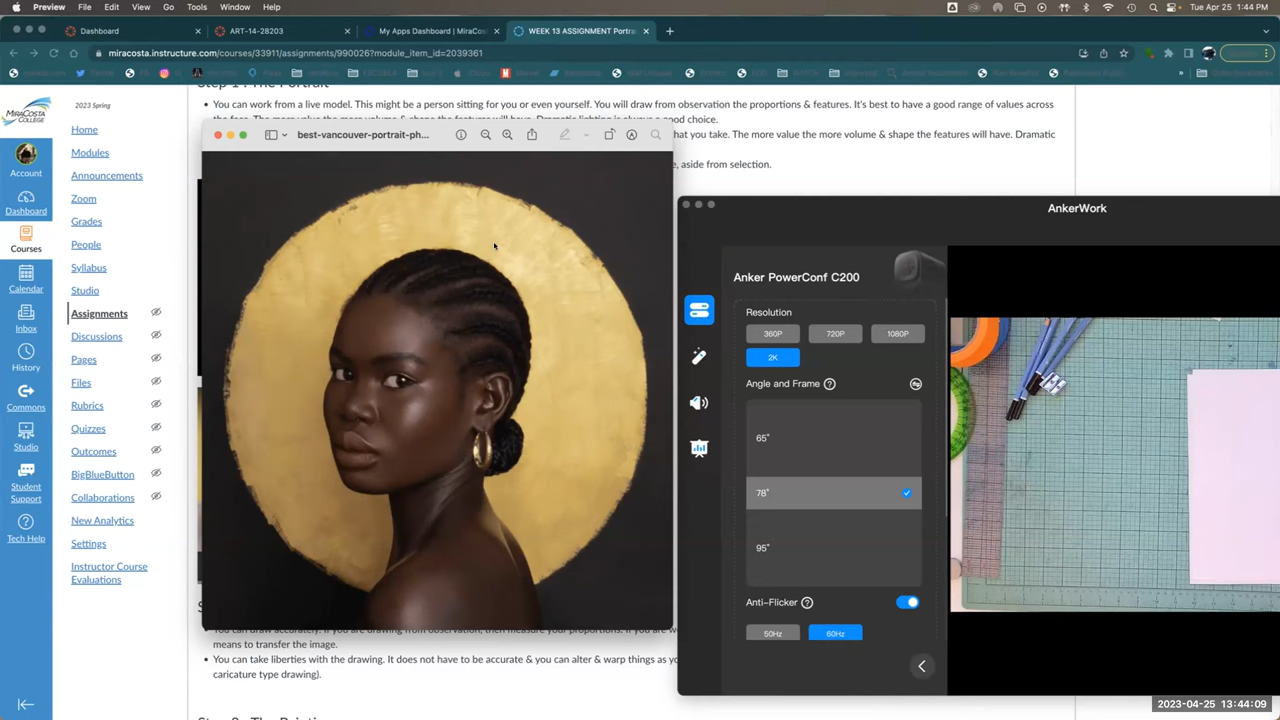 Preview File Edit View Go Tools Window Help
Tue Apr 25 1:44 PM
Dashboard
ART-14-28203
My Apps Dashboard | MiraCos
WEEK 13 ASSIGNMENT Portrai
miracosta.instructure.com/courses/33911/assignments/990026?module_item_id=2039361
MIRACOSTA
COLLEGE
2023 Spring
Account
Dashboard
Courses
Calendar
Inbox
History
Commons
Studio
Student
Support
Tech Help
Home
Modules
Announcements
Zoom
Grades
People
Syllabus
Studio
Assignments
Discussions
Pages
Files
Rubrics
Quizzes
Outcomes
BigBlueButton
Collaborations
New Analytics
Settings
Instructor Course
Evaluations
You can work from a live model. This might be a person sitting for you or even yourself. You will draw from observation the proportions & features. It's best to have a good range of values across
that you take. The more value the more volume & shape the features will have. Dramatic
e, aside from selection.
best-vancouver-portrait-ph...
means to transfer the image.
You can take liberties with the drawing. It does not have to be accurate & you can alter & warp things as yo
caricature type drawing).
AnkerWork
Anker PowerConf C200
Resolution
360P 720P 1080P
2K
Angle and Frame
65°
78°
95°
Anti-Flicker
50Hz 60Hz
2023-04-25 13:44:09